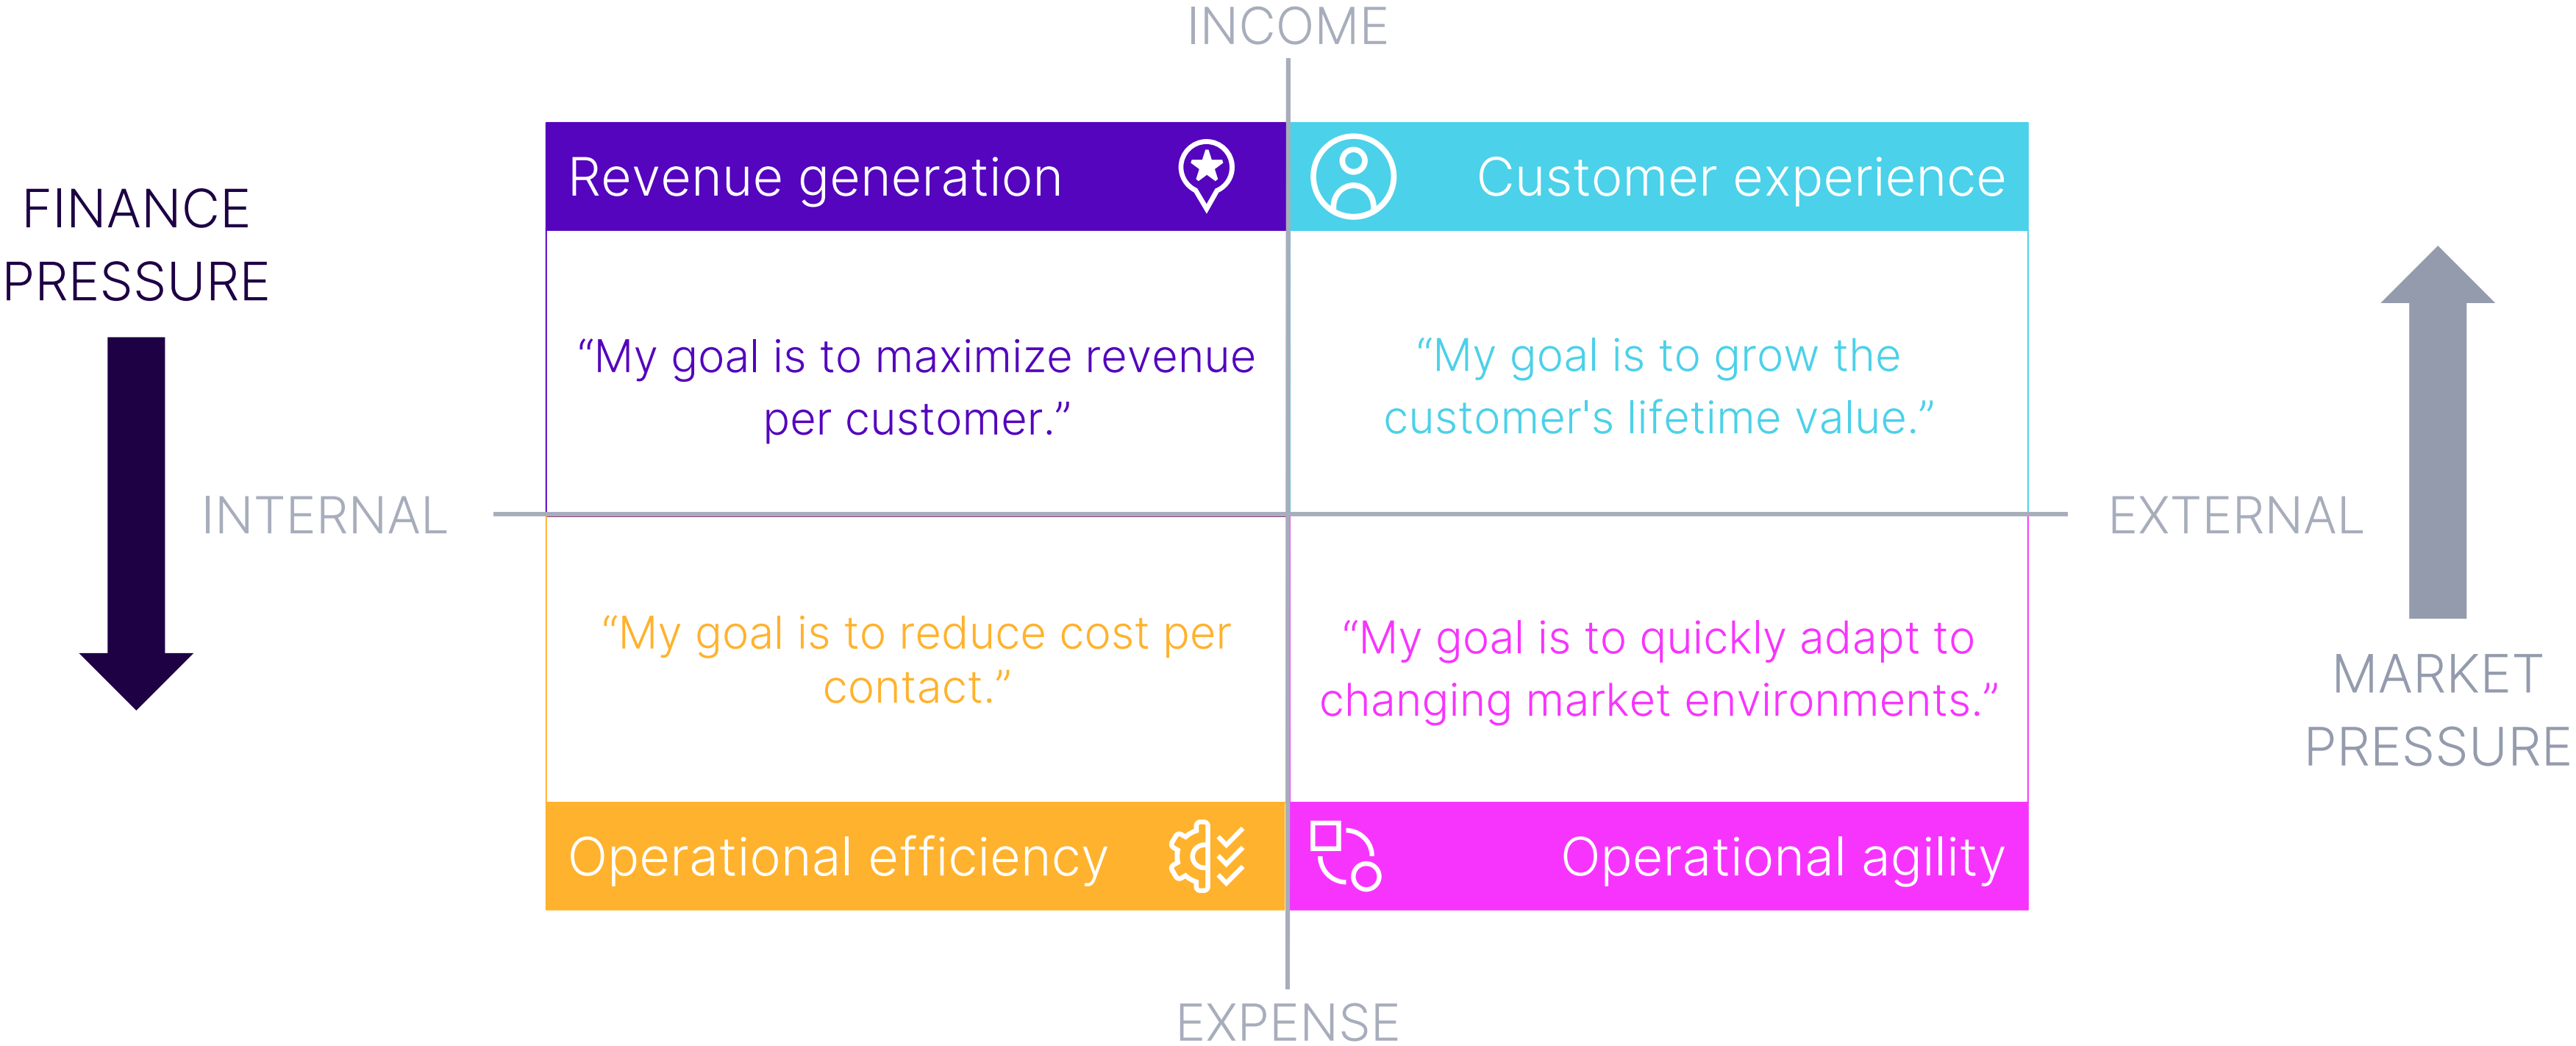 INCOME
FINANCE
PRESSURE
Revenue generation
Customer experience
“My goal is to maximize revenue
per customer.”
“My goal is to grow the
customer's lifetime value.”
INTERNAL
EXTERNAL
“My goal is to reduce cost per
contact.”
“My goal is to quickly adapt to
changing market environments.”
MARKET
PRESSURE
Operational efficiency
Operational agility
EXPENSE